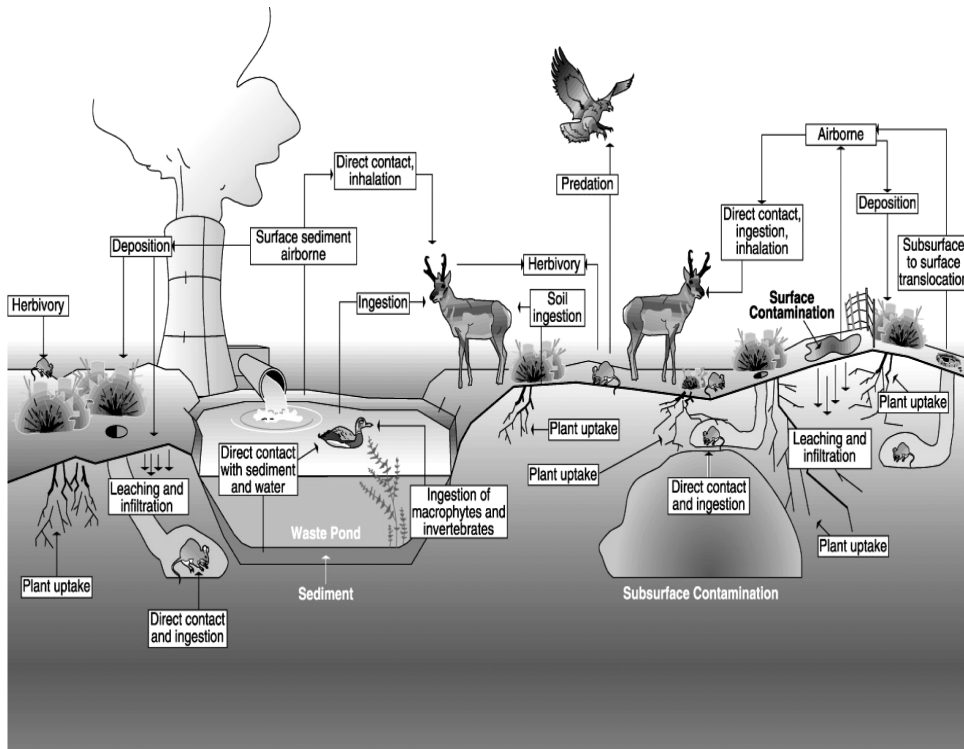 Airborne
Direct contact,
inhalation
Predation
Deposition
Direct contact,
ingestion,
inhalation
Deposition
Surface sediment
airborne
Subsurface
to surface
translocation
Herbivory
Herbivory
Ingestion
Soil
ingestion
Surface
Contamination
Plant uptake
Plant uptake
Direct contact
with sediment
and water
Leaching and
infiltration
Plant uptake
Leaching and
infiltration
Ingestion of
macrophytes and
invertebrates
Direct contact
and ingestion
Waste Pond
Plant uptake
Plant uptake
Sediment
Subsurface Contamination
Direct contact
and ingestion